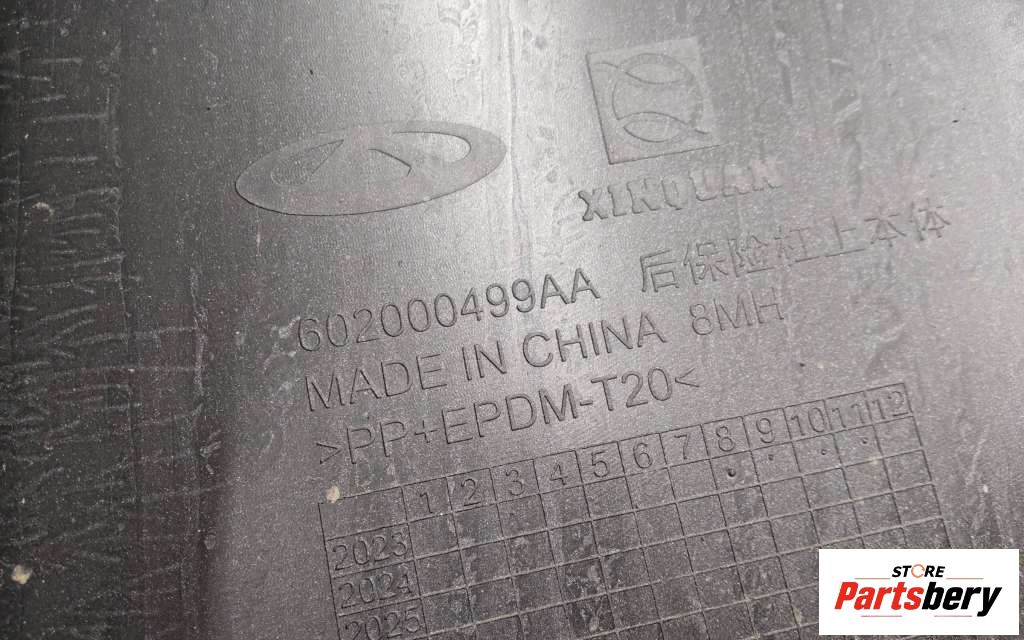 XINQUAN
602000499AA 后保险杠上本体
MADE IN CHINA 8MH
>PP+EPDM-T20<
1 2 3 4 5 6 7 8 9 10 11 12
2023
2024
2025
STORE
Partsbery